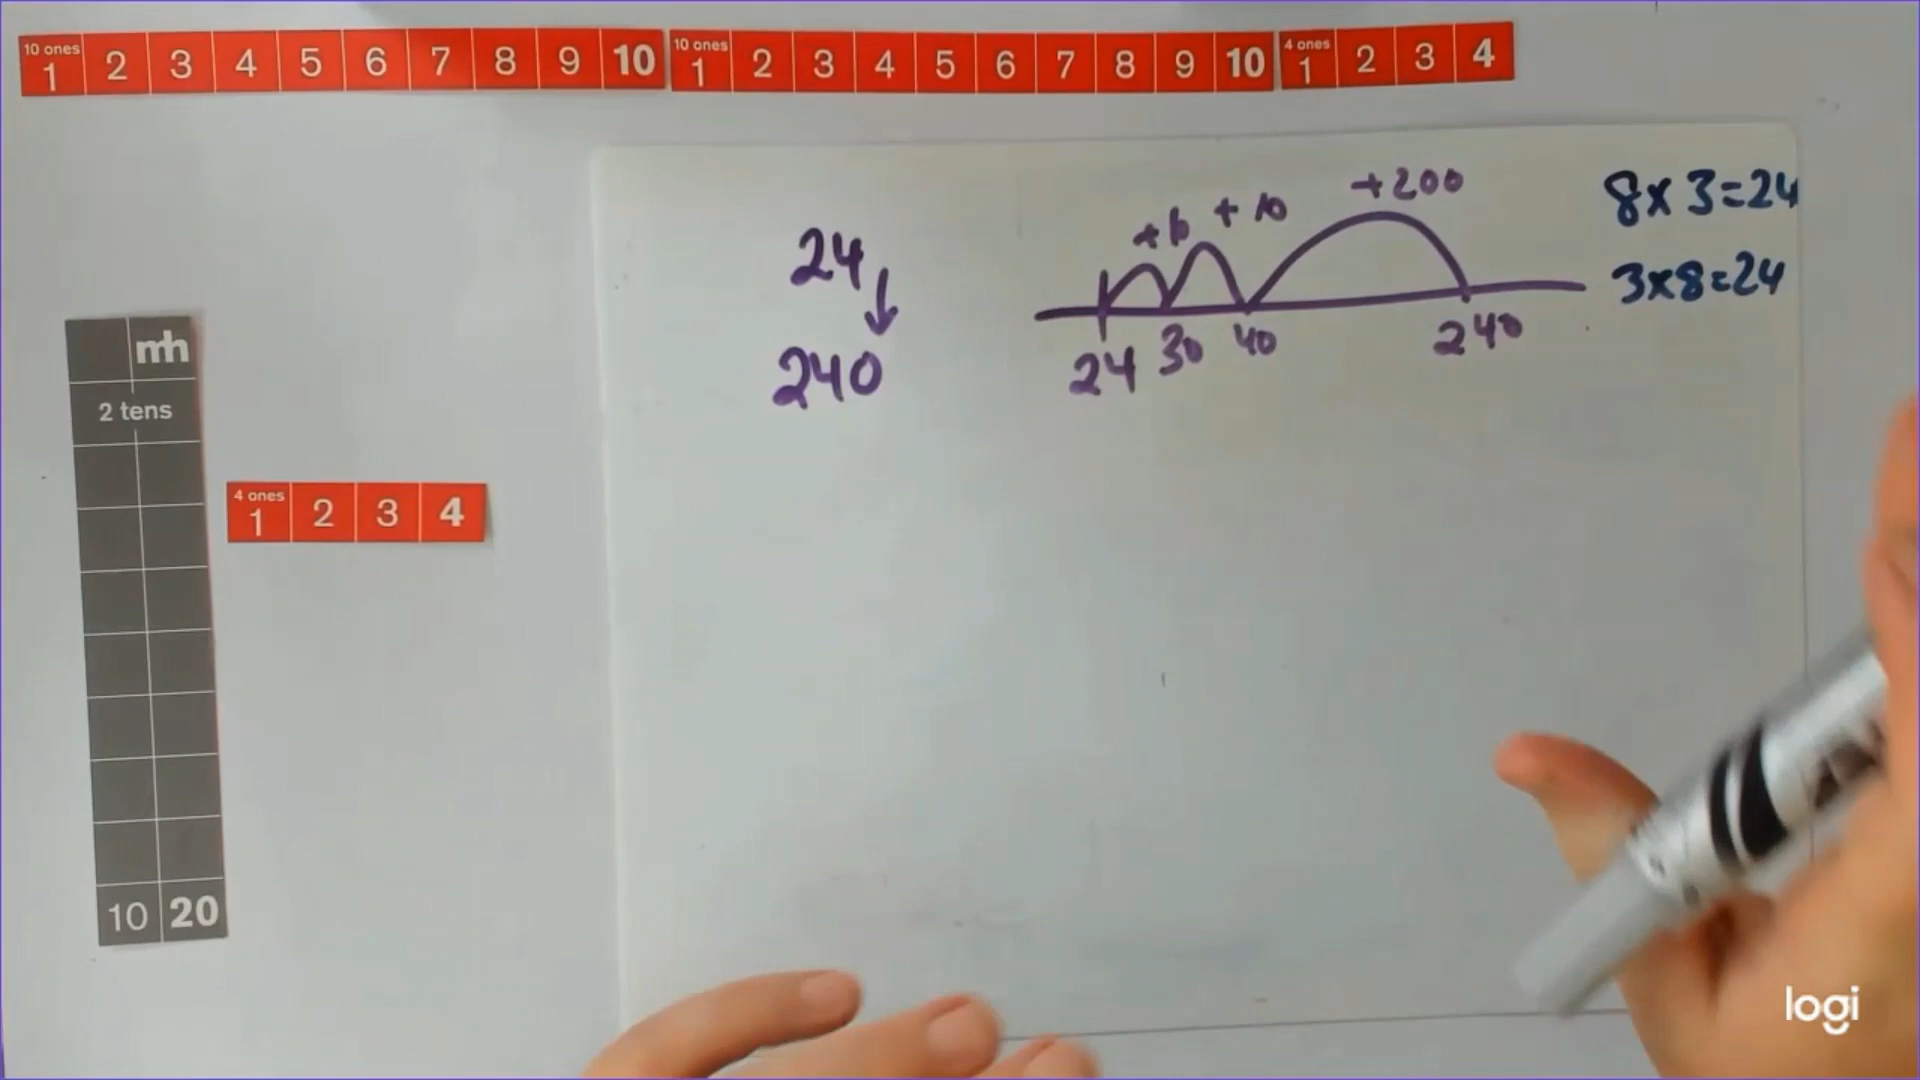 10 ones 10 ones 4 ones
1 2 3 4 5 6 7 8 9 10 1 2 3 4 5 6 7 8 9 10 1 2 3 4
+200
8x3=24
+6 +10
24
3x8=24
24 30 40 240
240
mh
2 tens
4 ones
1 2 3 4
10 20
logi